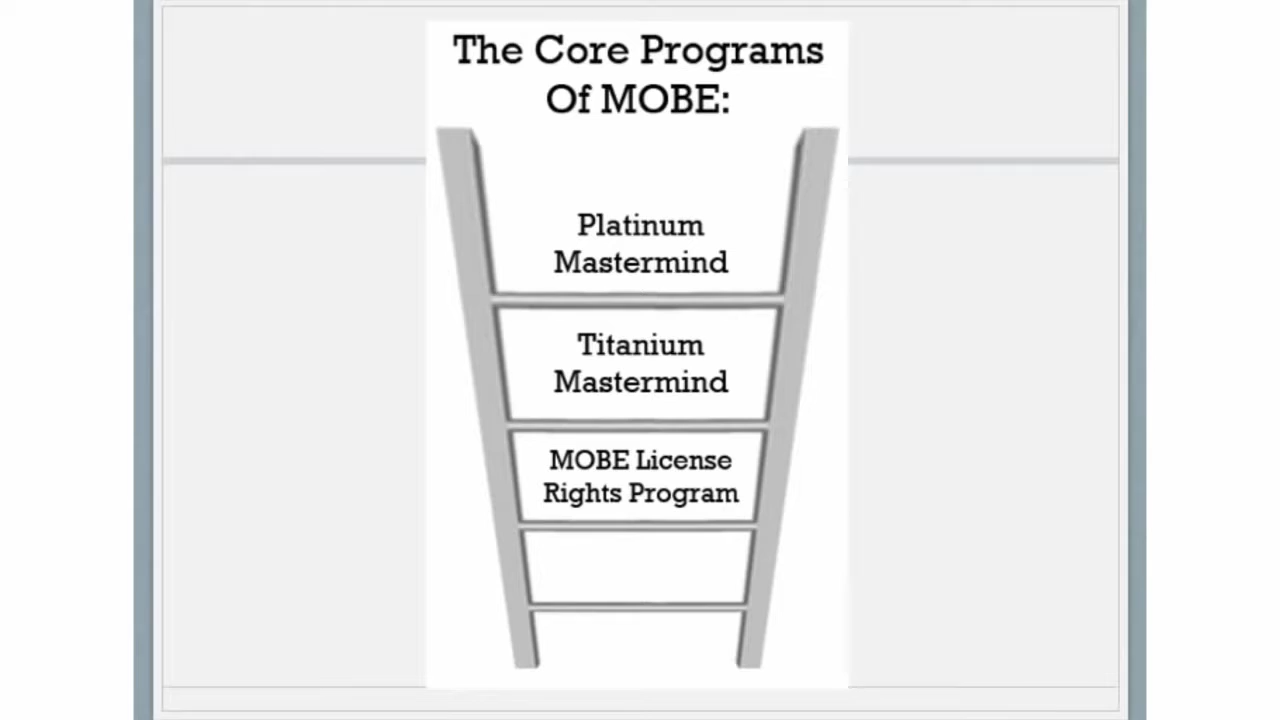 The Core Programs
Of MOBE:
Platinum
Mastermind
Titanium
Mastermind
MOBE License
Rights Program